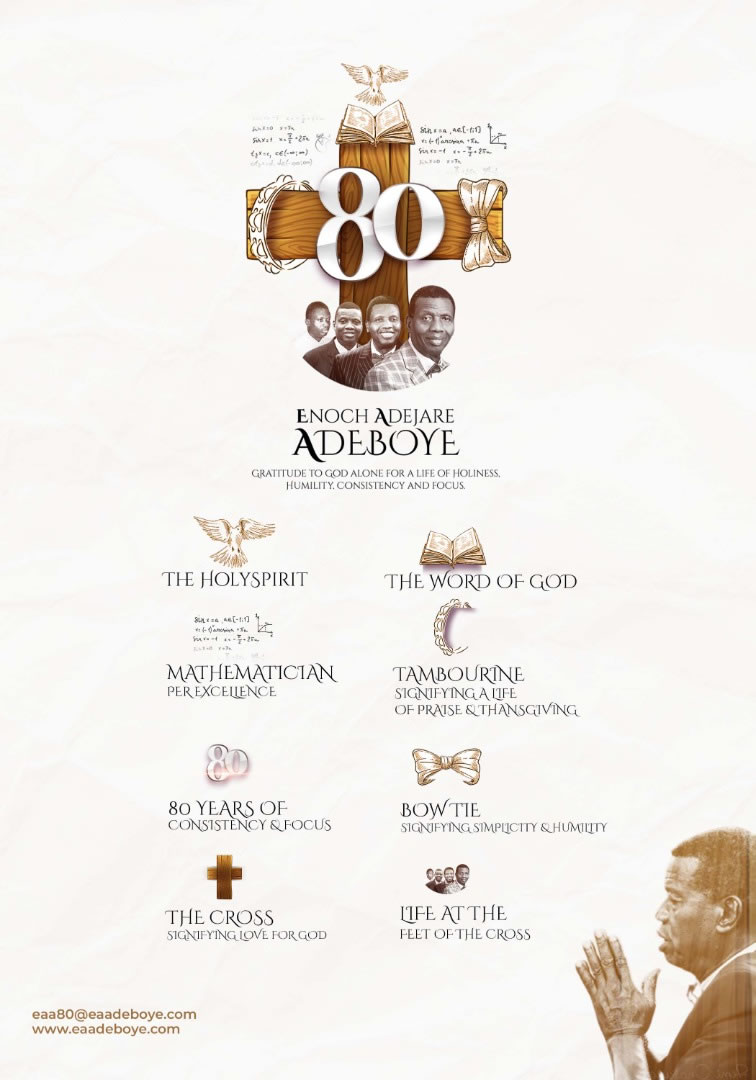 80
ENOCH ADEJARE
ADEBOYE
GRATITUDE TO GOD ALONE FOR A LIFE OF HOLINESS,
HUMILITY, CONSISTENCY AND FOCUS.
THE HOLYSPIRIT
THE WORD OF GOD
MATHEMATICIAN
PER EXCELLENCE
TAMBOURINE
SIGNIFYING A LIFE
OF PRAISE & THANSGIVING
80
80 YEARS OF
CONSISTENCY & FOCUS
BOW TIE
SIGNIFYING SIMPLICITY & HUMILITY
THE CROSS
SIGNIFYING LOVE FOR GOD
LIFE AT THE
FEET OF THE CROSS
eaa80@eaadeboye.com
www.eaadeboye.com